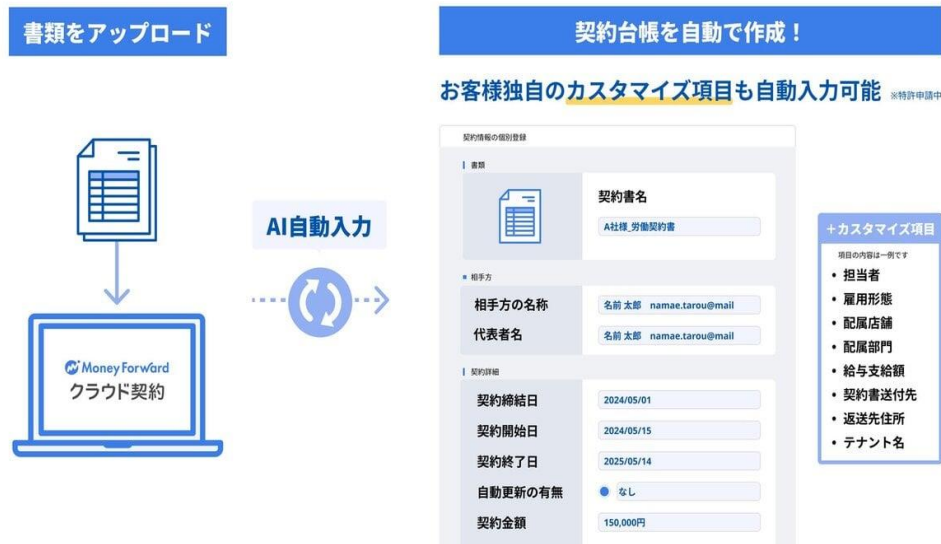 書類をアップロード
Money Forward
クラウド契約
AI自動入力
契約台帳を自動で作成！
お客様独自のカスタマイズ項目も自動入力可能 ※特許申請中
契約情報の個別登録
書類
契約書名
A社様_労働契約書
相手方
相手方の名称 名前 太郎 namae.tarou@mail
代表者名 名前 太郎 namae.tarou@mail
契約詳細
契約締結日 2024/05/01
契約開始日 2024/05/15
契約終了日 2025/05/14
自動更新の有無 なし
契約金額 150,000円
＋カスタマイズ項目
項目の内容は一例です
• 担当者
• 雇用形態
• 配属店舗
• 配属部門
• 給与支給額
• 契約書送付先
• 返送先住所
• テナント名